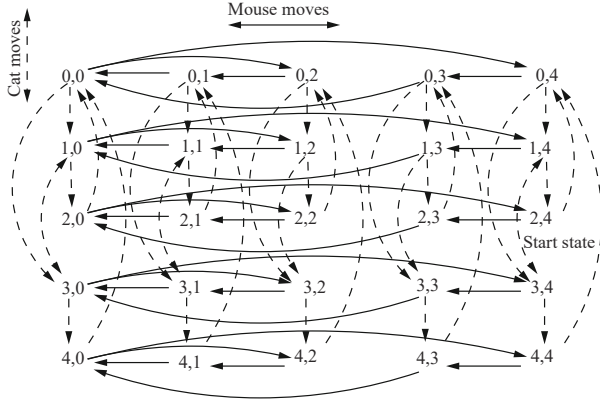 Mouse moves
Cat moves
0,0 0,1 0,2 0,3 0,4
1,0 1,1 1,2 1,3 1,4
2,0 2,1 2,2 2,3 2,4
Start state
3,0 3,1 3,2 3,3 3,4
4,0 4,1 4,2 4,3 4,4